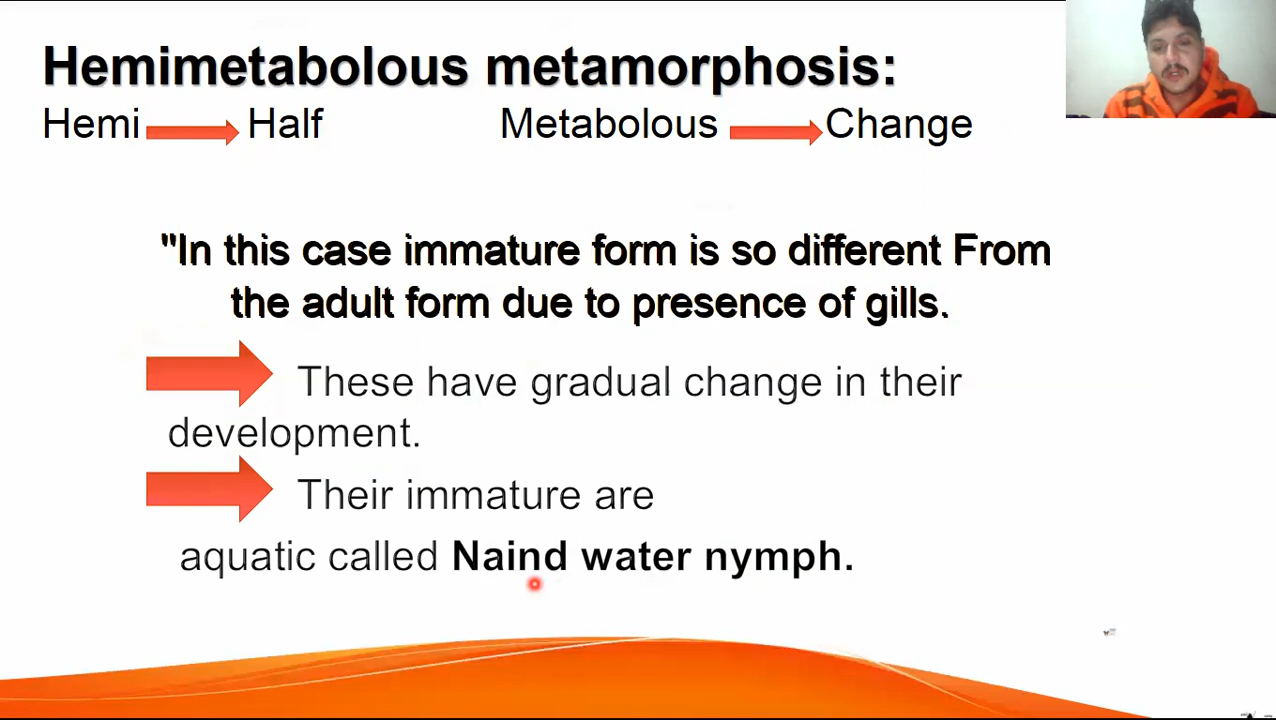 Hemimetabolous metamorphosis:
Hemi Half Metabolous Change
"In this case immature form is so different From
the adult form due to presence of gills.
These have gradual change in their
development.
Their immature are
aquatic called Naind water nymph.